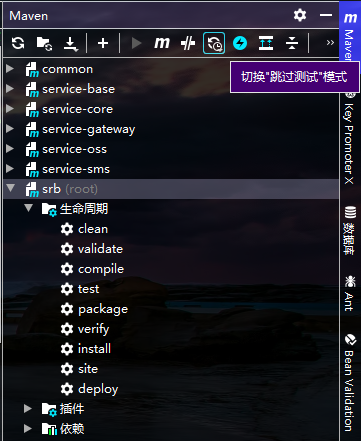 Maven
切换"跳过测试"模式
common
service-base
service-core
service-gateway
service-oss
service-sms
srb (root)
生命周期
clean
validate
compile
test
package
verify
install
site
deploy
插件
依赖
Maven
Key Promoter X
数据库
Ant
Bean Validation